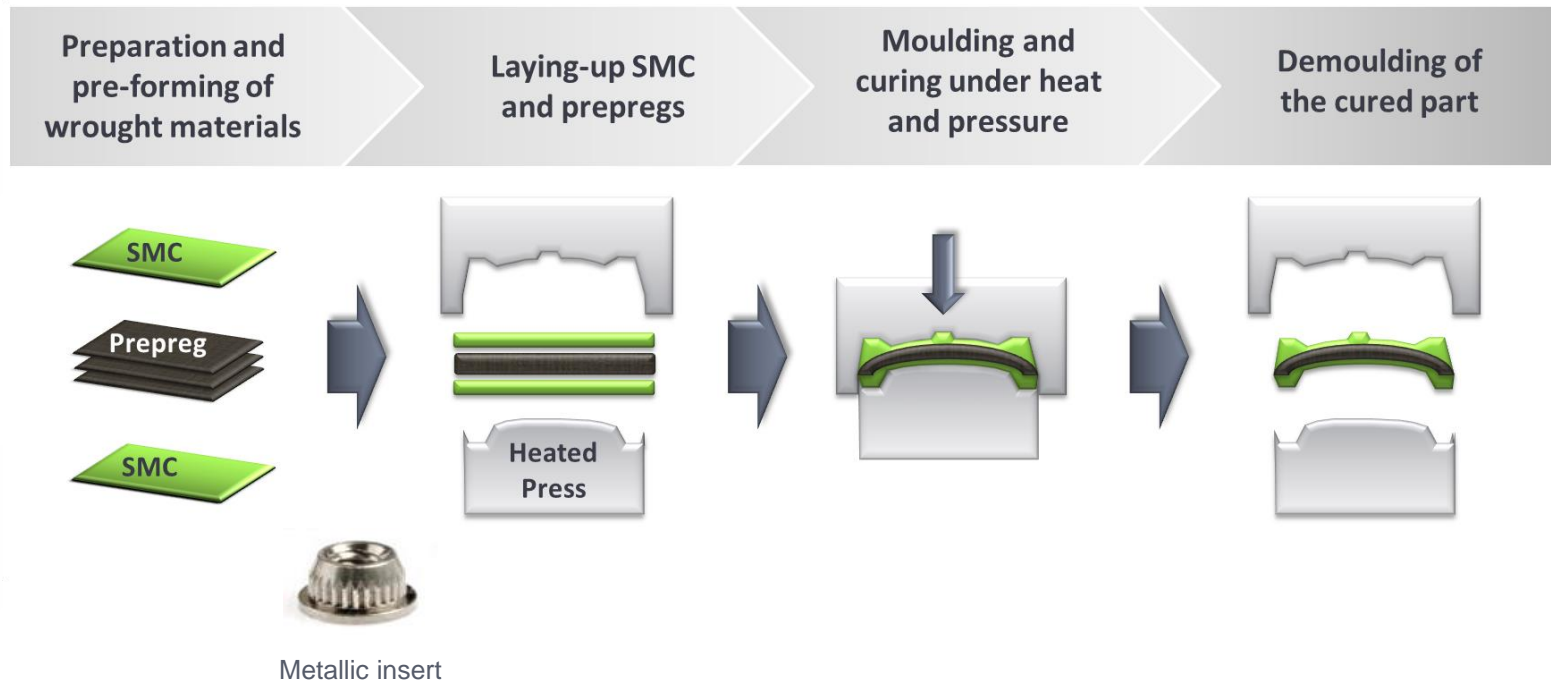 Preparation and
pre-forming of
wrought materials
Laying-up SMC
and prepregs
Moulding and
curing under heat
and pressure
Demoulding of
the cured part
SMC
Prepreg
SMC
Heated
Press
Metallic insert